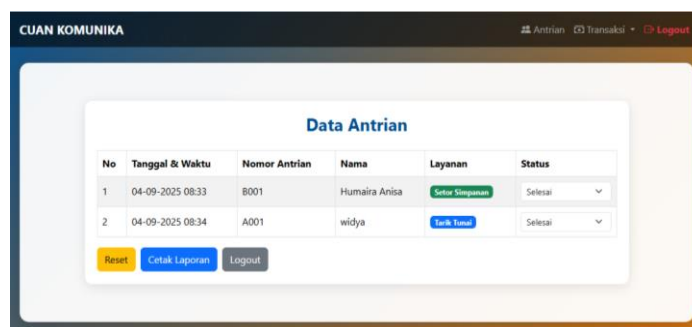 CUAN KOMUNIKA Antrian Transaksi Logout
Data Antrian
No Tanggal & Waktu Nomor Antrian Nama Layanan Status
1 04-09-2025 08:33 B001 Humaira Anisa Setor Simpanan Selesai
2 04-09-2025 08:34 A001 widya Tarik Tunai Selesai
Reset Cetak Laporan Logout